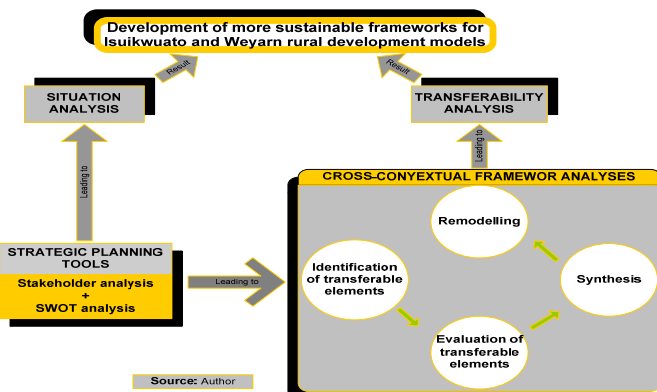 Development of more sustainable frameworks for
Isuikwuato and Weyarn rural development models
Result
Result
SITUATION
ANALYSIS
TRANSFERABILITY
ANALYSIS
Leading to
Leading to
CROSS-CONYEXTUAL FRAMEWOR ANALYSES
Remodelling
STRATEGIC PLANNING
TOOLS
Stakeholder analysis
+
SWOT analysis
Leading to
Identification
of transferable
elements
Synthesis
Evaluation of
transferable
elements
Source: Author